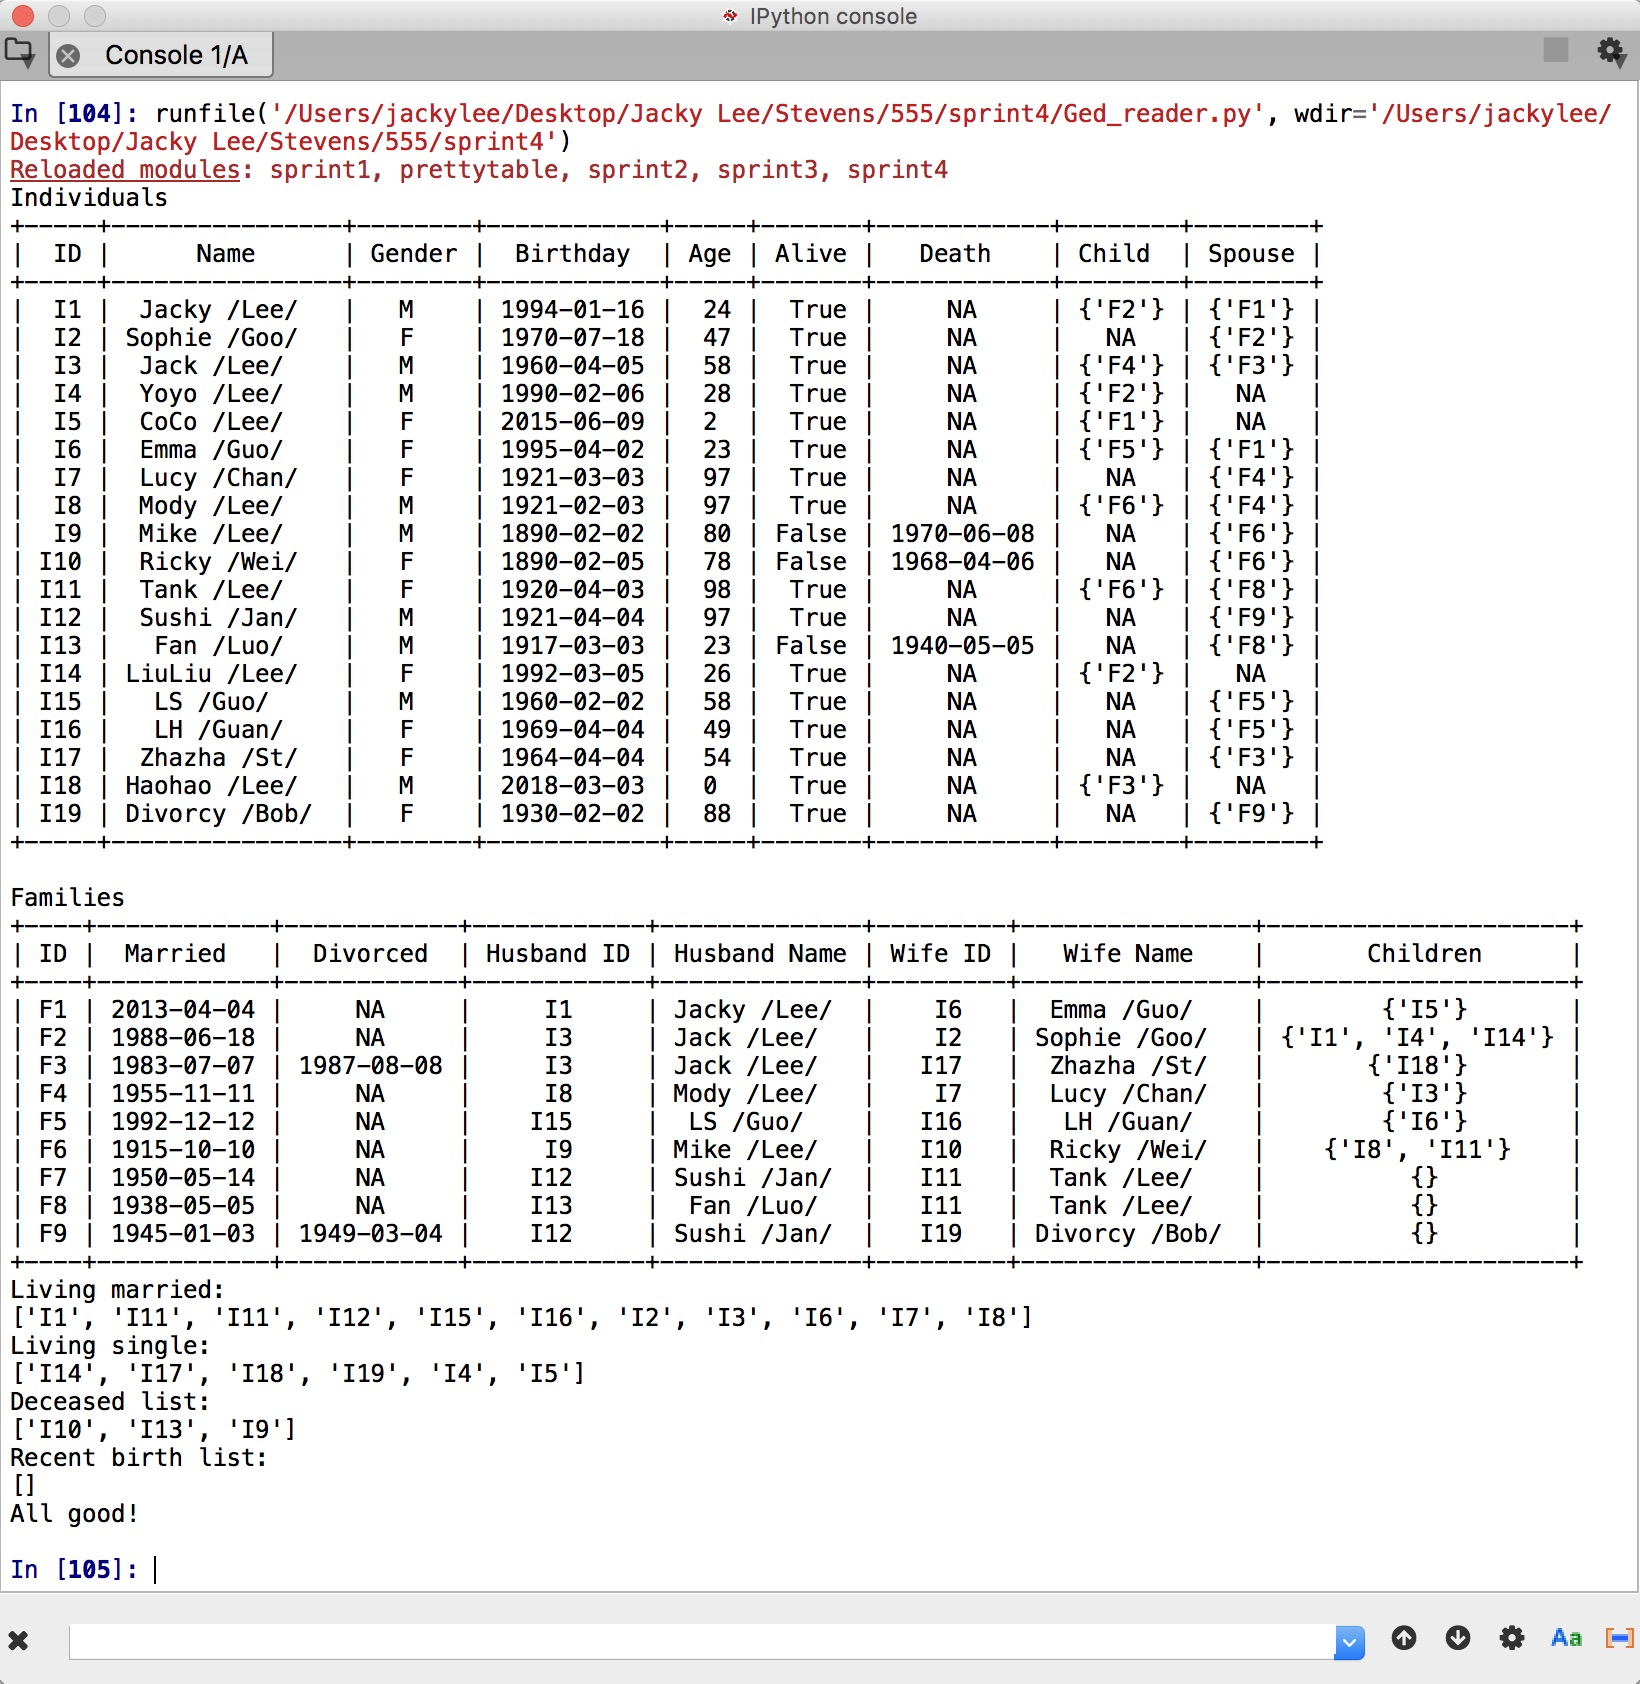 IPython console
Console 1/A
In [104]: runfile('/Users/jackylee/Desktop/Jacky Lee/Stevens/555/sprint4/Ged_reader.py', wdir='/Users/jackylee/
Desktop/Jacky Lee/Stevens/555/sprint4')
Reloaded modules: sprint1, prettytable, sprint2, sprint3, sprint4
Individuals
+-----+----------------+--------+------------+-----+-------+------------+--------+--------+
|  ID |      Name      | Gender |  Birthday  | Age | Alive |   Death    | Child  | Spouse |
+-----+----------------+--------+------------+-----+-------+------------+--------+--------+
|  I1 |  Jacky /Lee/   |   M    | 1994-01-16 |  24 |  True |     NA     | {'F2'} | {'F1'} |
|  I2 | Sophie /Goo/   |   F    | 1970-07-18 |  47 |  True |     NA     |   NA   | {'F2'} |
|  I3 |  Jack /Lee/    |   M    | 1960-04-05 |  58 |  True |     NA     | {'F4'} | {'F3'} |
|  I4 |  Yoyo /Lee/    |   M    | 1990-02-06 |  28 |  True |     NA     | {'F2'} |   NA   |
|  I5 |  CoCo /Lee/    |   F    | 2015-06-09 |  2  |  True |     NA     | {'F1'} |   NA   |
|  I6 |  Emma /Guo/    |   F    | 1995-04-02 |  23 |  True |     NA     | {'F5'} | {'F1'} |
|  I7 |  Lucy /Chan/   |   F    | 1921-03-03 |  97 |  True |     NA     |   NA   | {'F4'} |
|  I8 |  Mody /Lee/    |   M    | 1921-02-03 |  97 |  True |     NA     | {'F6'} | {'F4'} |
|  I9 |  Mike /Lee/    |   M    | 1890-02-02 |  80 | False | 1970-06-08 |   NA   | {'F6'} |
| I10 |  Ricky /Wei/   |   F    | 1890-02-05 |  78 | False | 1968-04-06 |   NA   | {'F6'} |
| I11 |  Tank /Lee/    |   F    | 1920-04-03 |  98 |  True |     NA     | {'F6'} | {'F8'} |
| I12 |  Sushi /Jan/   |   M    | 1921-04-04 |  97 |  True |     NA     |   NA   | {'F9'} |
| I13 |   Fan /Luo/    |   M    | 1917-03-03 |  23 | False | 1940-05-05 |   NA   | {'F8'} |
| I14 | LiuLiu /Lee/   |   F    | 1992-03-05 |  26 |  True |     NA     | {'F2'} |   NA   |
| I15 |   LS /Guo/     |   M    | 1960-02-02 |  58 |  True |     NA     |   NA   | {'F5'} |
| I16 |   LH /Guan/    |   F    | 1969-04-04 |  49 |  True |     NA     |   NA   | {'F5'} |
| I17 |  Zhazha /St/   |   F    | 1964-04-04 |  54 |  True |     NA     |   NA   | {'F3'} |
| I18 | Haohao /Lee/   |   M    | 2018-03-03 |  0  |  True |     NA     | {'F3'} |   NA   |
| I19 | Divorcy /Bob/  |   F    | 1930-02-02 |  88 |  True |     NA     |   NA   | {'F9'} |
+-----+----------------+--------+------------+-----+-------+------------+--------+--------+
Families
+----+------------+------------+------------+--------------+---------+----------------+---------------------+
| ID |  Married   |  Divorced  | Husband ID | Husband Name | Wife ID |   Wife Name    |       Children      |
+----+------------+------------+------------+--------------+---------+----------------+---------------------+
| F1 | 2013-04-04 |     NA     |     I1     | Jacky /Lee/  |    I6   |  Emma /Guo/    |        {'I5'}       |
| F2 | 1988-06-18 |     NA     |     I3     | Jack /Lee/   |    I2   | Sophie /Goo/   | {'I1', 'I4', 'I14'} |
| F3 | 1983-07-07 | 1987-08-08 |     I3     | Jack /Lee/   |   I17   |  Zhazha /St/   |       {'I18'}       |
| F4 | 1955-11-11 |     NA     |     I8     | Mody /Lee/   |    I7   |  Lucy /Chan/   |        {'I3'}       |
| F5 | 1992-12-12 |     NA     |    I15     |  LS /Guo/    |   I16   |   LH /Guan/    |        {'I6'}       |
| F6 | 1915-10-10 |     NA     |     I9     | Mike /Lee/   |   I10   |  Ricky /Wei/   |    {'I8', 'I11'}    |
| F7 | 1950-05-14 |     NA     |    I12     | Sushi /Jan/  |   I11   |  Tank /Lee/    |          {}         |
| F8 | 1938-05-05 |     NA     |    I13     |  Fan /Luo/   |   I11   |  Tank /Lee/    |          {}         |
| F9 | 1945-01-03 | 1949-03-04 |    I12     | Sushi /Jan/  |   I19   | Divorcy /Bob/  |          {}         |
+----+------------+------------+------------+--------------+---------+----------------+---------------------+
Living married:
['I1', 'I11', 'I11', 'I12', 'I15', 'I16', 'I2', 'I3', 'I6', 'I7', 'I8']
Living single:
['I14', 'I17', 'I18', 'I19', 'I4', 'I5']
Deceased list:
['I10', 'I13', 'I9']
Recent birth list:
[]
All good!
In [105]:
Aa